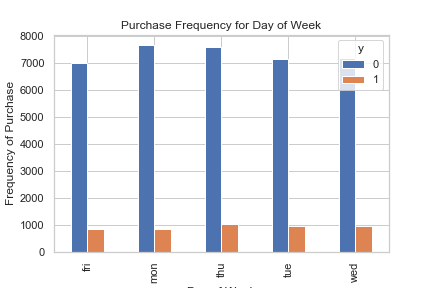 Purchase Frequency for Day of Week
y
0
1
8000
7000
6000
5000
4000
3000
2000
1000
0
Frequency of Purchase
fri
mon
thu
tue
wed